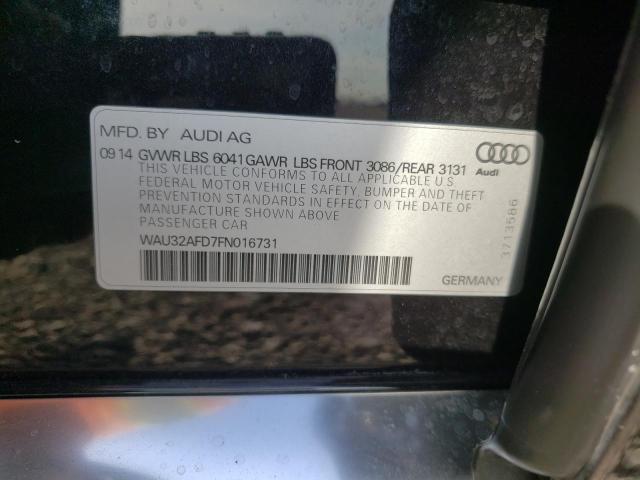 MFD. BY AUDI AG
09 14 GVWR LBS 6041 GAWR LBS FRONT 3086/REAR 3131
THIS VEHICLE CONFORMS TO ALL APPLICABLE U S
FEDERAL MOTOR VEHICLE SAFETY, BUMPER AND THEFT
PREVENTION STANDARDS IN EFFECT ON THE DATE OF
MANUFACTURE SHOWN ABOVE
PASSENGER CAR
WAU32AFD7FN016731
Audi
3713586
GERMANY